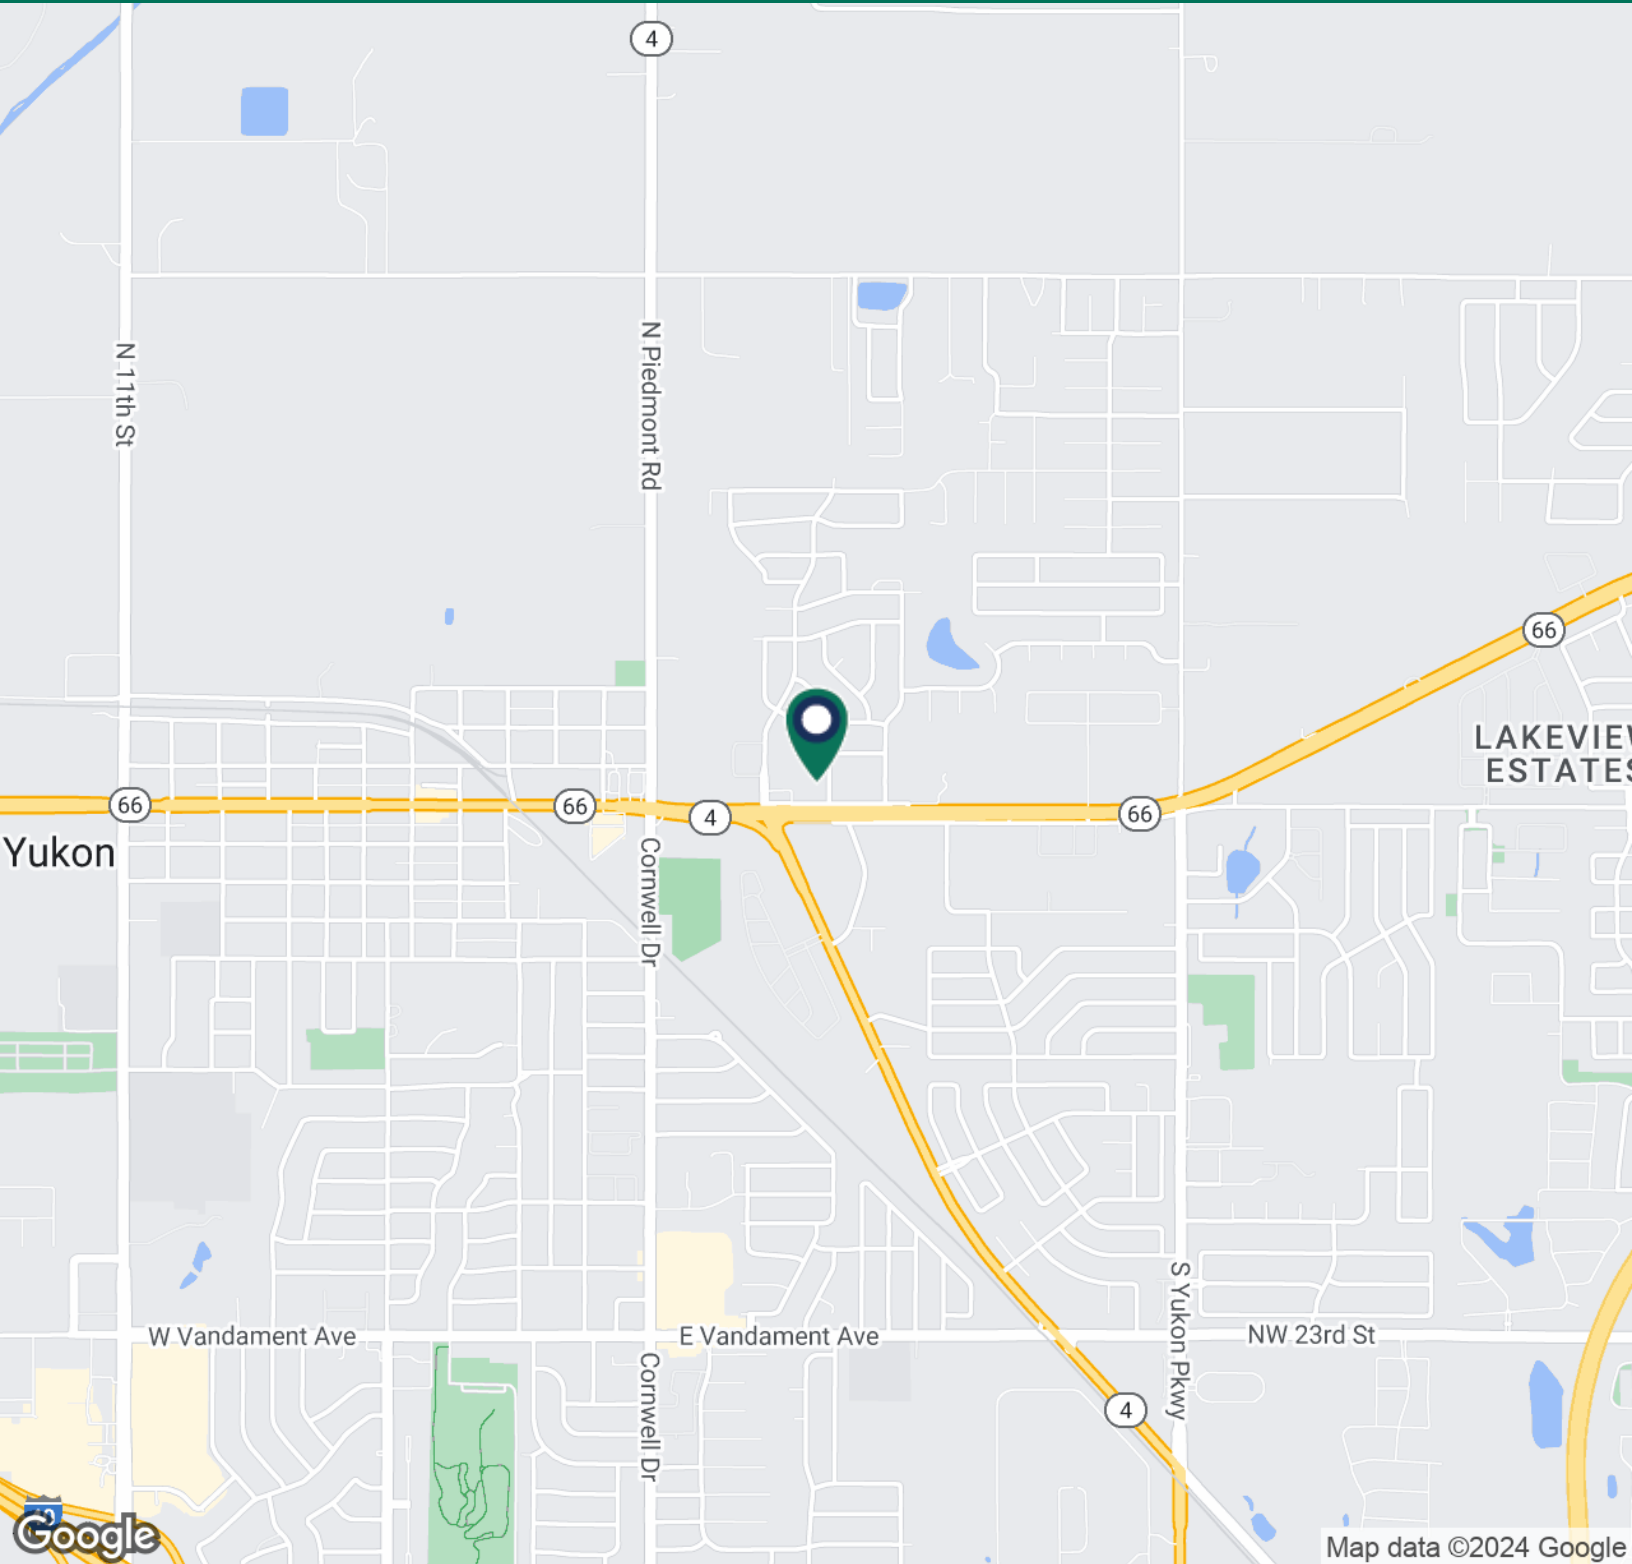 4
N 11th St
N Piedmont Rd
66
LAKEVIEW
ESTATES
66
66
4
66
Yukon
Cornwell Dr
W Vandament Ave
E Vandament Ave
S Yukon Pkwy
NW 23rd St
Cornwell Dr
4
Google
Map data ©2024 Google